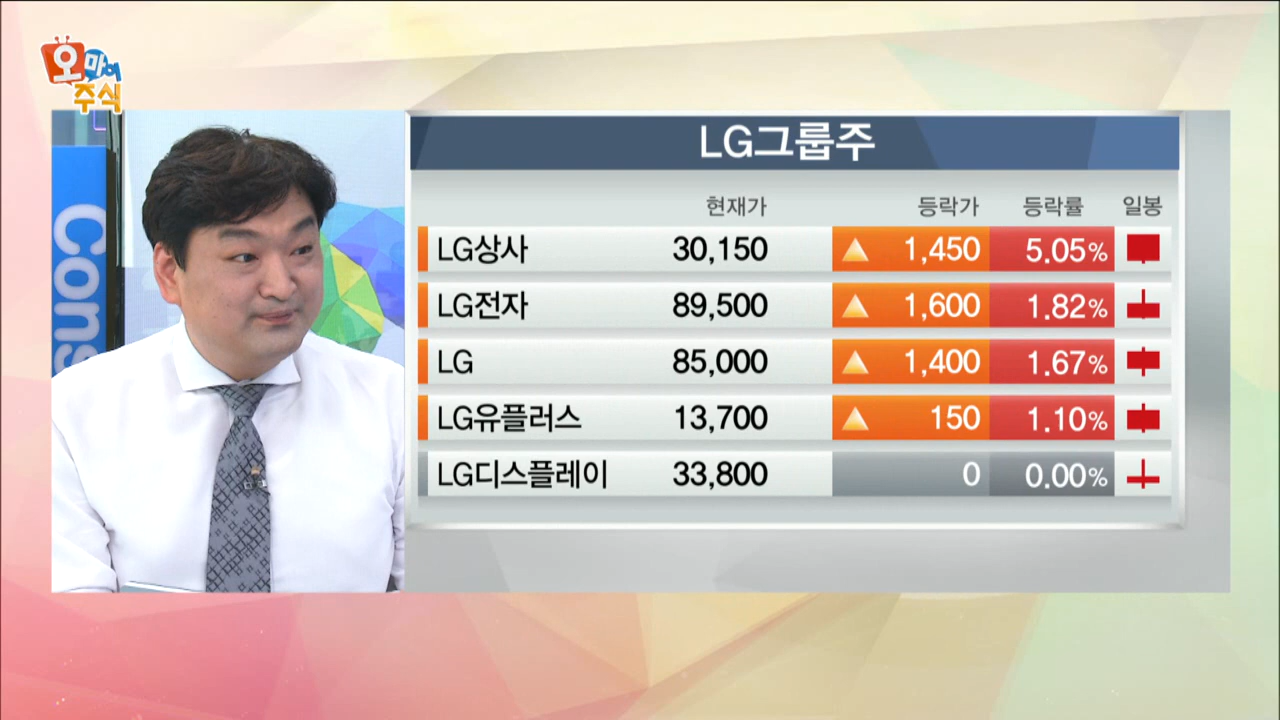 오마이
주식
Cons
LG그룹주
현재가 등락가 등락률 일봉
LG상사 30,150 ▲ 1,450 5.05%
LG전자 89,500 ▲ 1,600 1.82%
LG 85,000 ▲ 1,400 1.67%
LG유플러스 13,700 ▲ 150 1.10%
LG디스플레이 33,800 0 0.00%